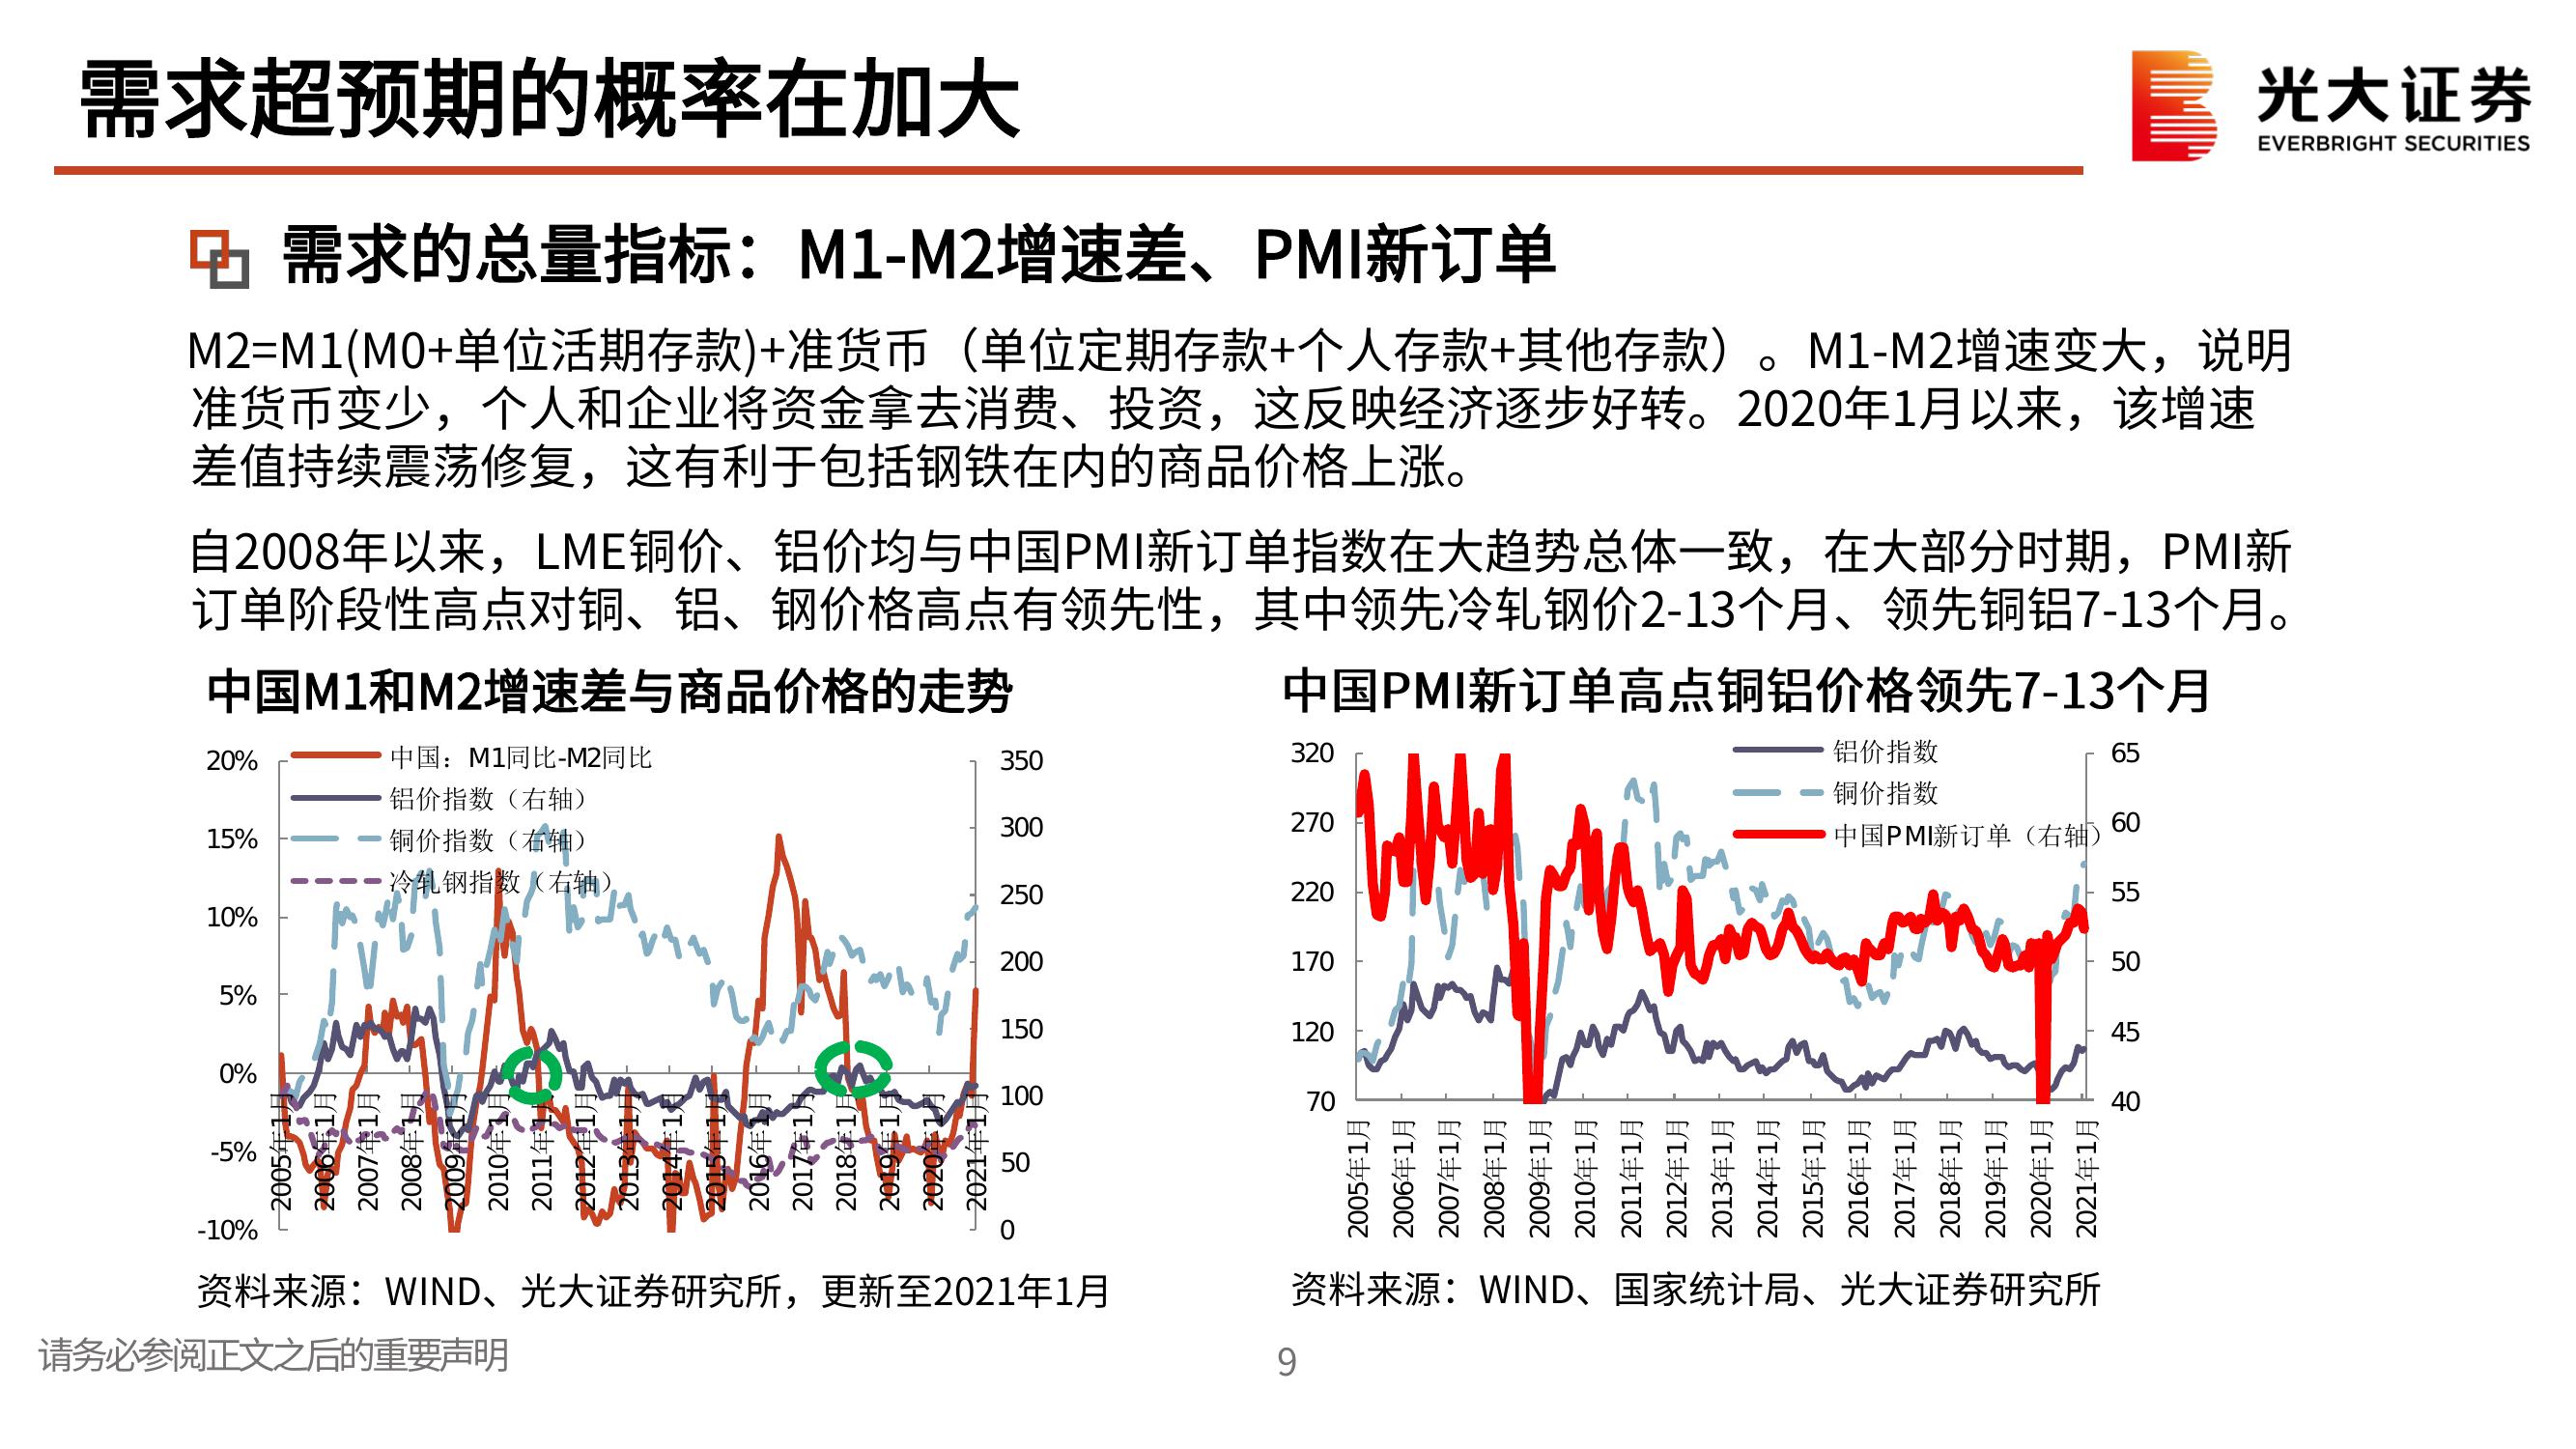 需求超预期的概率在加大
光大证券
EVERBRIGHT SECURITIES
需求的总量指标：M1-M2增速差、PMI新订单
M2=M1(M0+单位活期存款)+准货币（单位定期存款+个人存款+其他存款）。M1-M2增速变大，说明
准货币变少，个人和企业将资金拿去消费、投资，这反映经济逐步好转。2020年1月以来，该增速
差值持续震荡修复，这有利于包括钢铁在内的商品价格上涨。
自2008年以来，LME铜价、铝价均与中国PMI新订单指数在大趋势总体一致，在大部分时期，PMI新
订单阶段性高点对铜、铝、钢价格高点有领先性，其中领先冷轧钢价2-13个月、领先铜铝7-13个月。
中国M1和M2增速差与商品价格的走势
20%
15%
10%
5%
0%
-5%
-10%
中国：M1同比-M2同比
铝价指数（右轴）
铜价指数（右轴）
冷轧钢指数（右轴）
350
300
250
200
150
100
50
0
2005年1月
2006年1月
2007年1月
2008年1月
2009年1月
2010年1月
2011年1月
2012年1月
2013年1月
2014年1月
2015年1月
2016年1月
2017年1月
2018年1月
2019年1月
2020年1月
2021年1月
资料来源：WIND、光大证券研究所，更新至2021年1月
中国PMI新订单高点铜铝价格领先7-13个月
320
270
220
170
120
70
铝价指数
铜价指数
中国PMI新订单（右轴）
65
60
55
50
45
40
2005年1月
2006年1月
2007年1月
2008年1月
2009年1月
2010年1月
2011年1月
2012年1月
2013年1月
2014年1月
2015年1月
2016年1月
2017年1月
2018年1月
2019年1月
2020年1月
2021年1月
资料来源：WIND、国家统计局、光大证券研究所
请务必参阅正文之后的重要声明
9